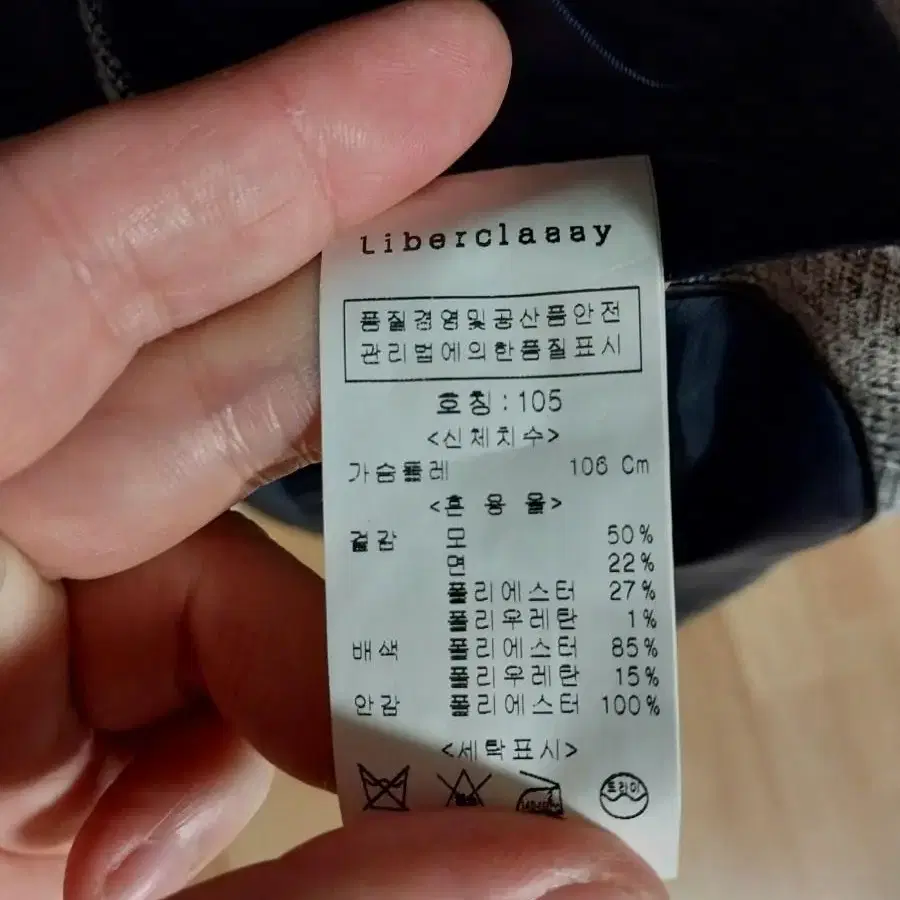 Liberclaaay
품질경영및공산품안전
관리법에의한품질표시
호칭:105
<신체치수>
가슴둘레 106 Cm
<혼용율>
겉감 모 50%
면 22%
폴리에스터 27%
폴리우레탄 1%
배색 폴리에스터 85%
폴리우레탄 15%
안감 폴리에스터 100%
<세탁표시>
드라이